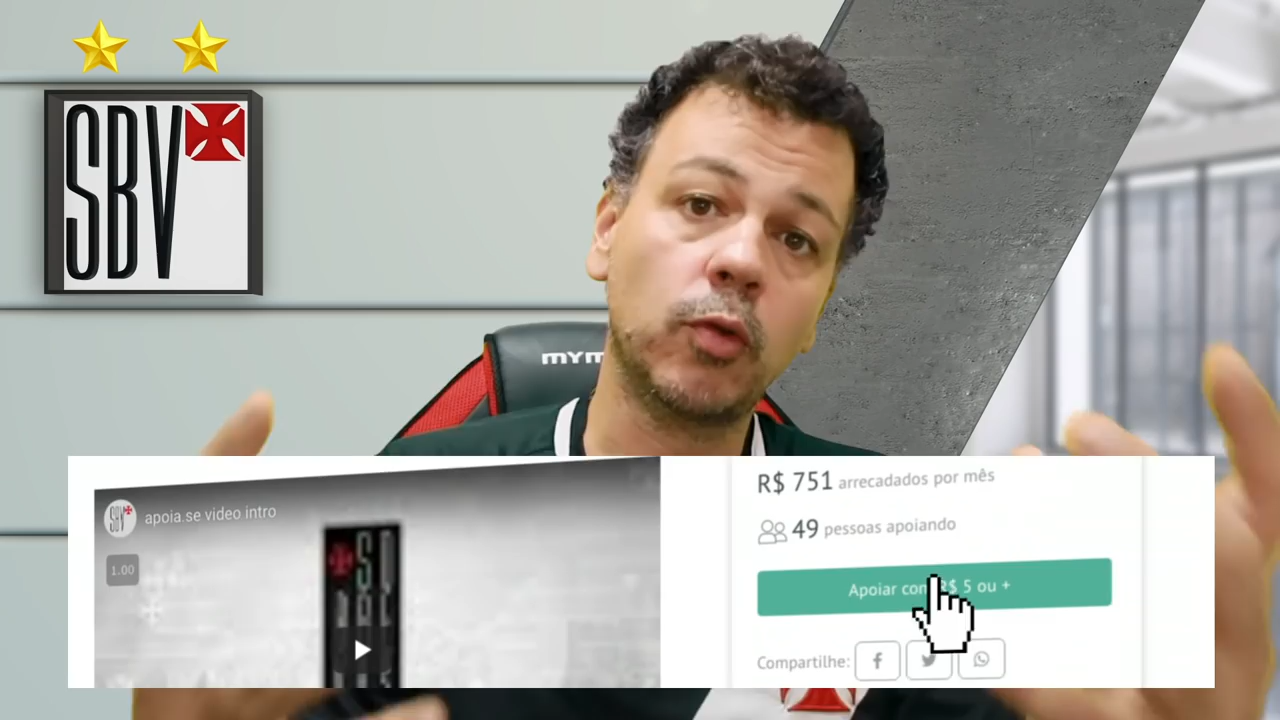 SBV
MYM
R$ 751 arrecadados por mês
49 pessoas apoiando
SBV apoia.se video intro
1.00
Apoiar com R$ 5 ou +
Compartilhe: